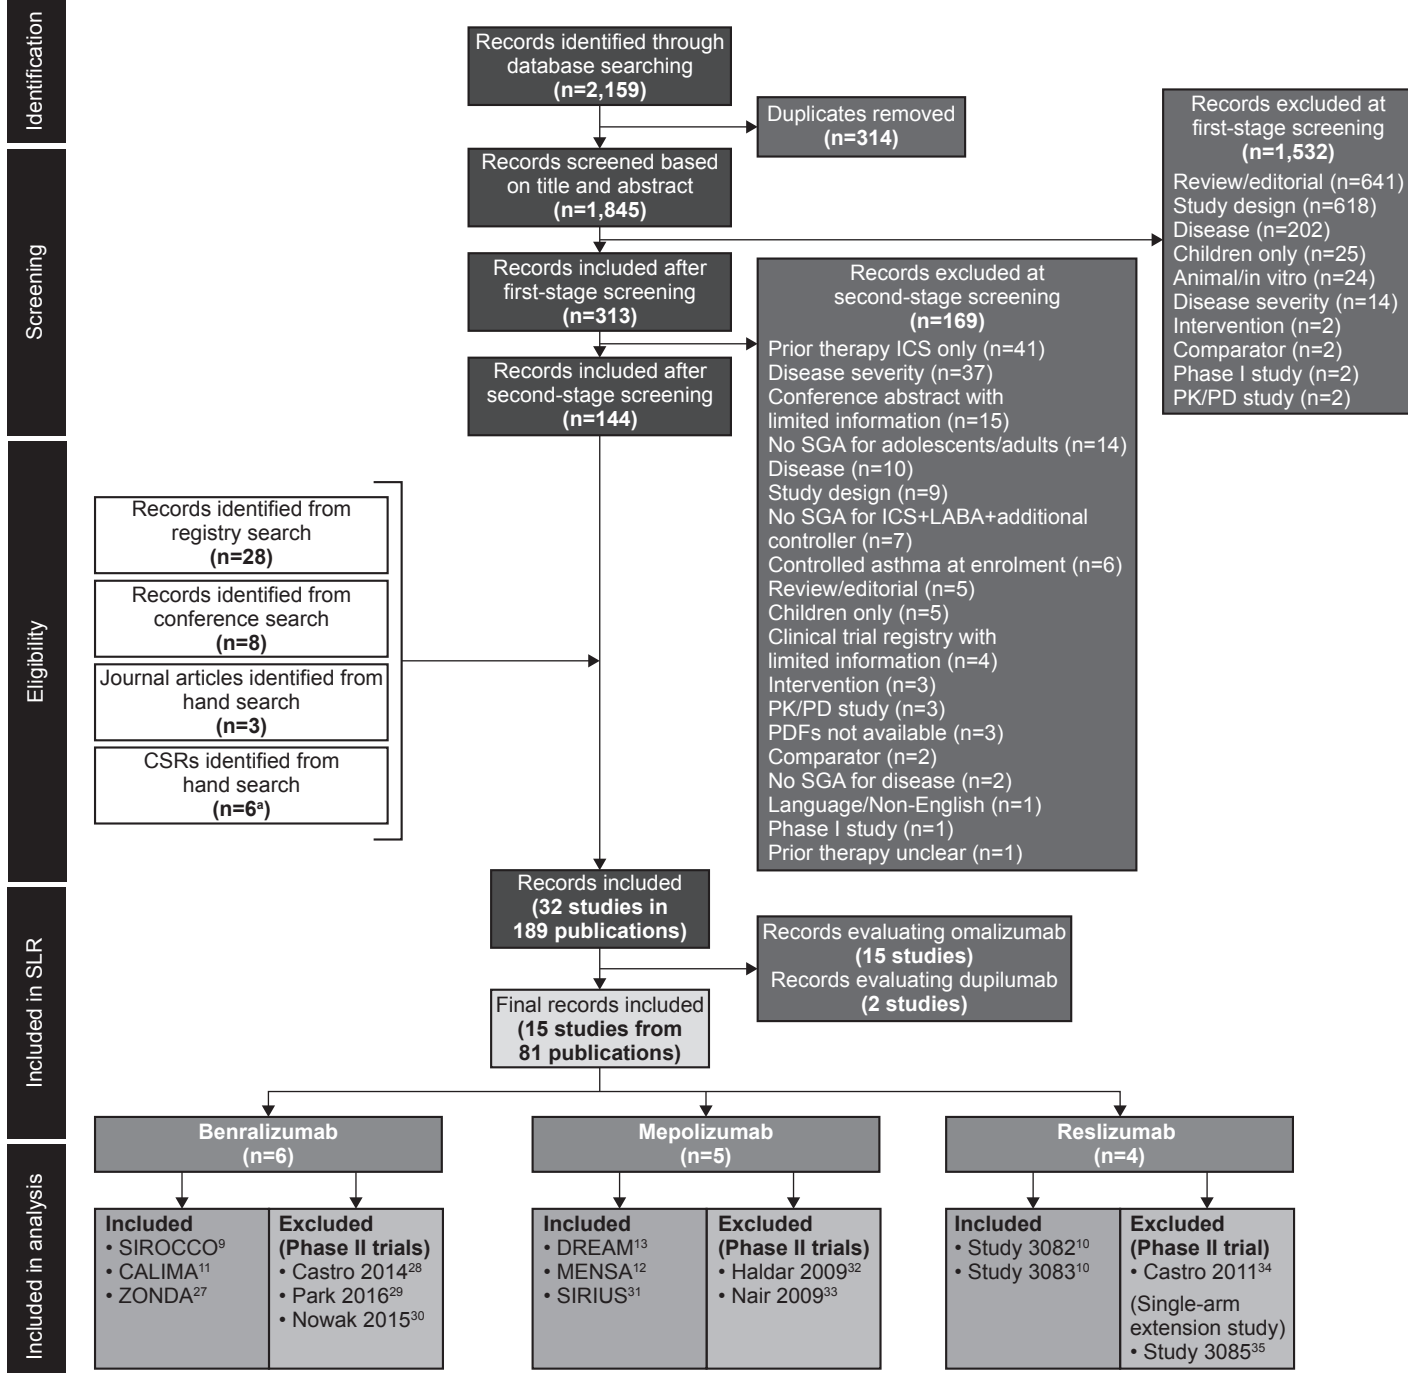 Identification
Records identified through
database searching
(n=2,159)
Duplicates removed
(n=314)
Records excluded at
first-stage screening
(n=1,532)
Review/editorial (n=641)
Study design (n=618)
Disease (n=202)
Children only (n=25)
Animal/in vitro (n=24)
Disease severity (n=14)
Intervention (n=2)
Comparator (n=2)
Phase I study (n=2)
PK/PD study (n=2)
Screening
Records screened based
on title and abstract
(n=1,845)
Records included after
first-stage screening
(n=313)
Records excluded at
second-stage screening
(n=169)
Prior therapy ICS only (n=41)
Disease severity (n=37)
Conference abstract with
limited information (n=15)
No SGA for adolescents/adults (n=14)
Disease (n=10)
Study design (n=9)
No SGA for ICS+LABA+additional
controller (n=7)
Controlled asthma at enrolment (n=6)
Review/editorial (n=5)
Children only (n=5)
Clinical trial registry with
limited information (n=4)
Intervention (n=3)
PK/PD study (n=3)
PDFs not available (n=3)
Comparator (n=2)
No SGA for disease (n=2)
Language/Non-English (n=1)
Phase I study (n=1)
Prior therapy unclear (n=1)
Records included after
second-stage screening
(n=144)
Eligibility
Records identified from
registry search
(n=28)
Records identified from
conference search
(n=8)
Journal articles identified from
hand search
(n=3)
CSRs identified from
hand search
(n=6ᵃ)
Included in SLR
Records included
(32 studies in
189 publications)
Records evaluating omalizumab
(15 studies)
Records evaluating dupilumab
(2 studies)
Final records included
(15 studies from
81 publications)
Benralizumab
(n=6)
Mepolizumab
(n=5)
Reslizumab
(n=4)
Included in analysis
Included
• SIROCCO⁹
• CALIMA¹¹
• ZONDA²⁷
Excluded
(Phase II trials)
• Castro 2014²⁸
• Park 2016²⁹
• Nowak 2015³⁰
Included
• DREAM¹³
• MENSA¹²
• SIRIUS³¹
Excluded
(Phase II trials)
• Haldar 2009³²
• Nair 2009³³
Included
• Study 3082¹⁰
• Study 3083¹⁰
Excluded
(Phase II trial)
• Castro 2011³⁴
(Single-arm
extension study)
• Study 3085³⁵